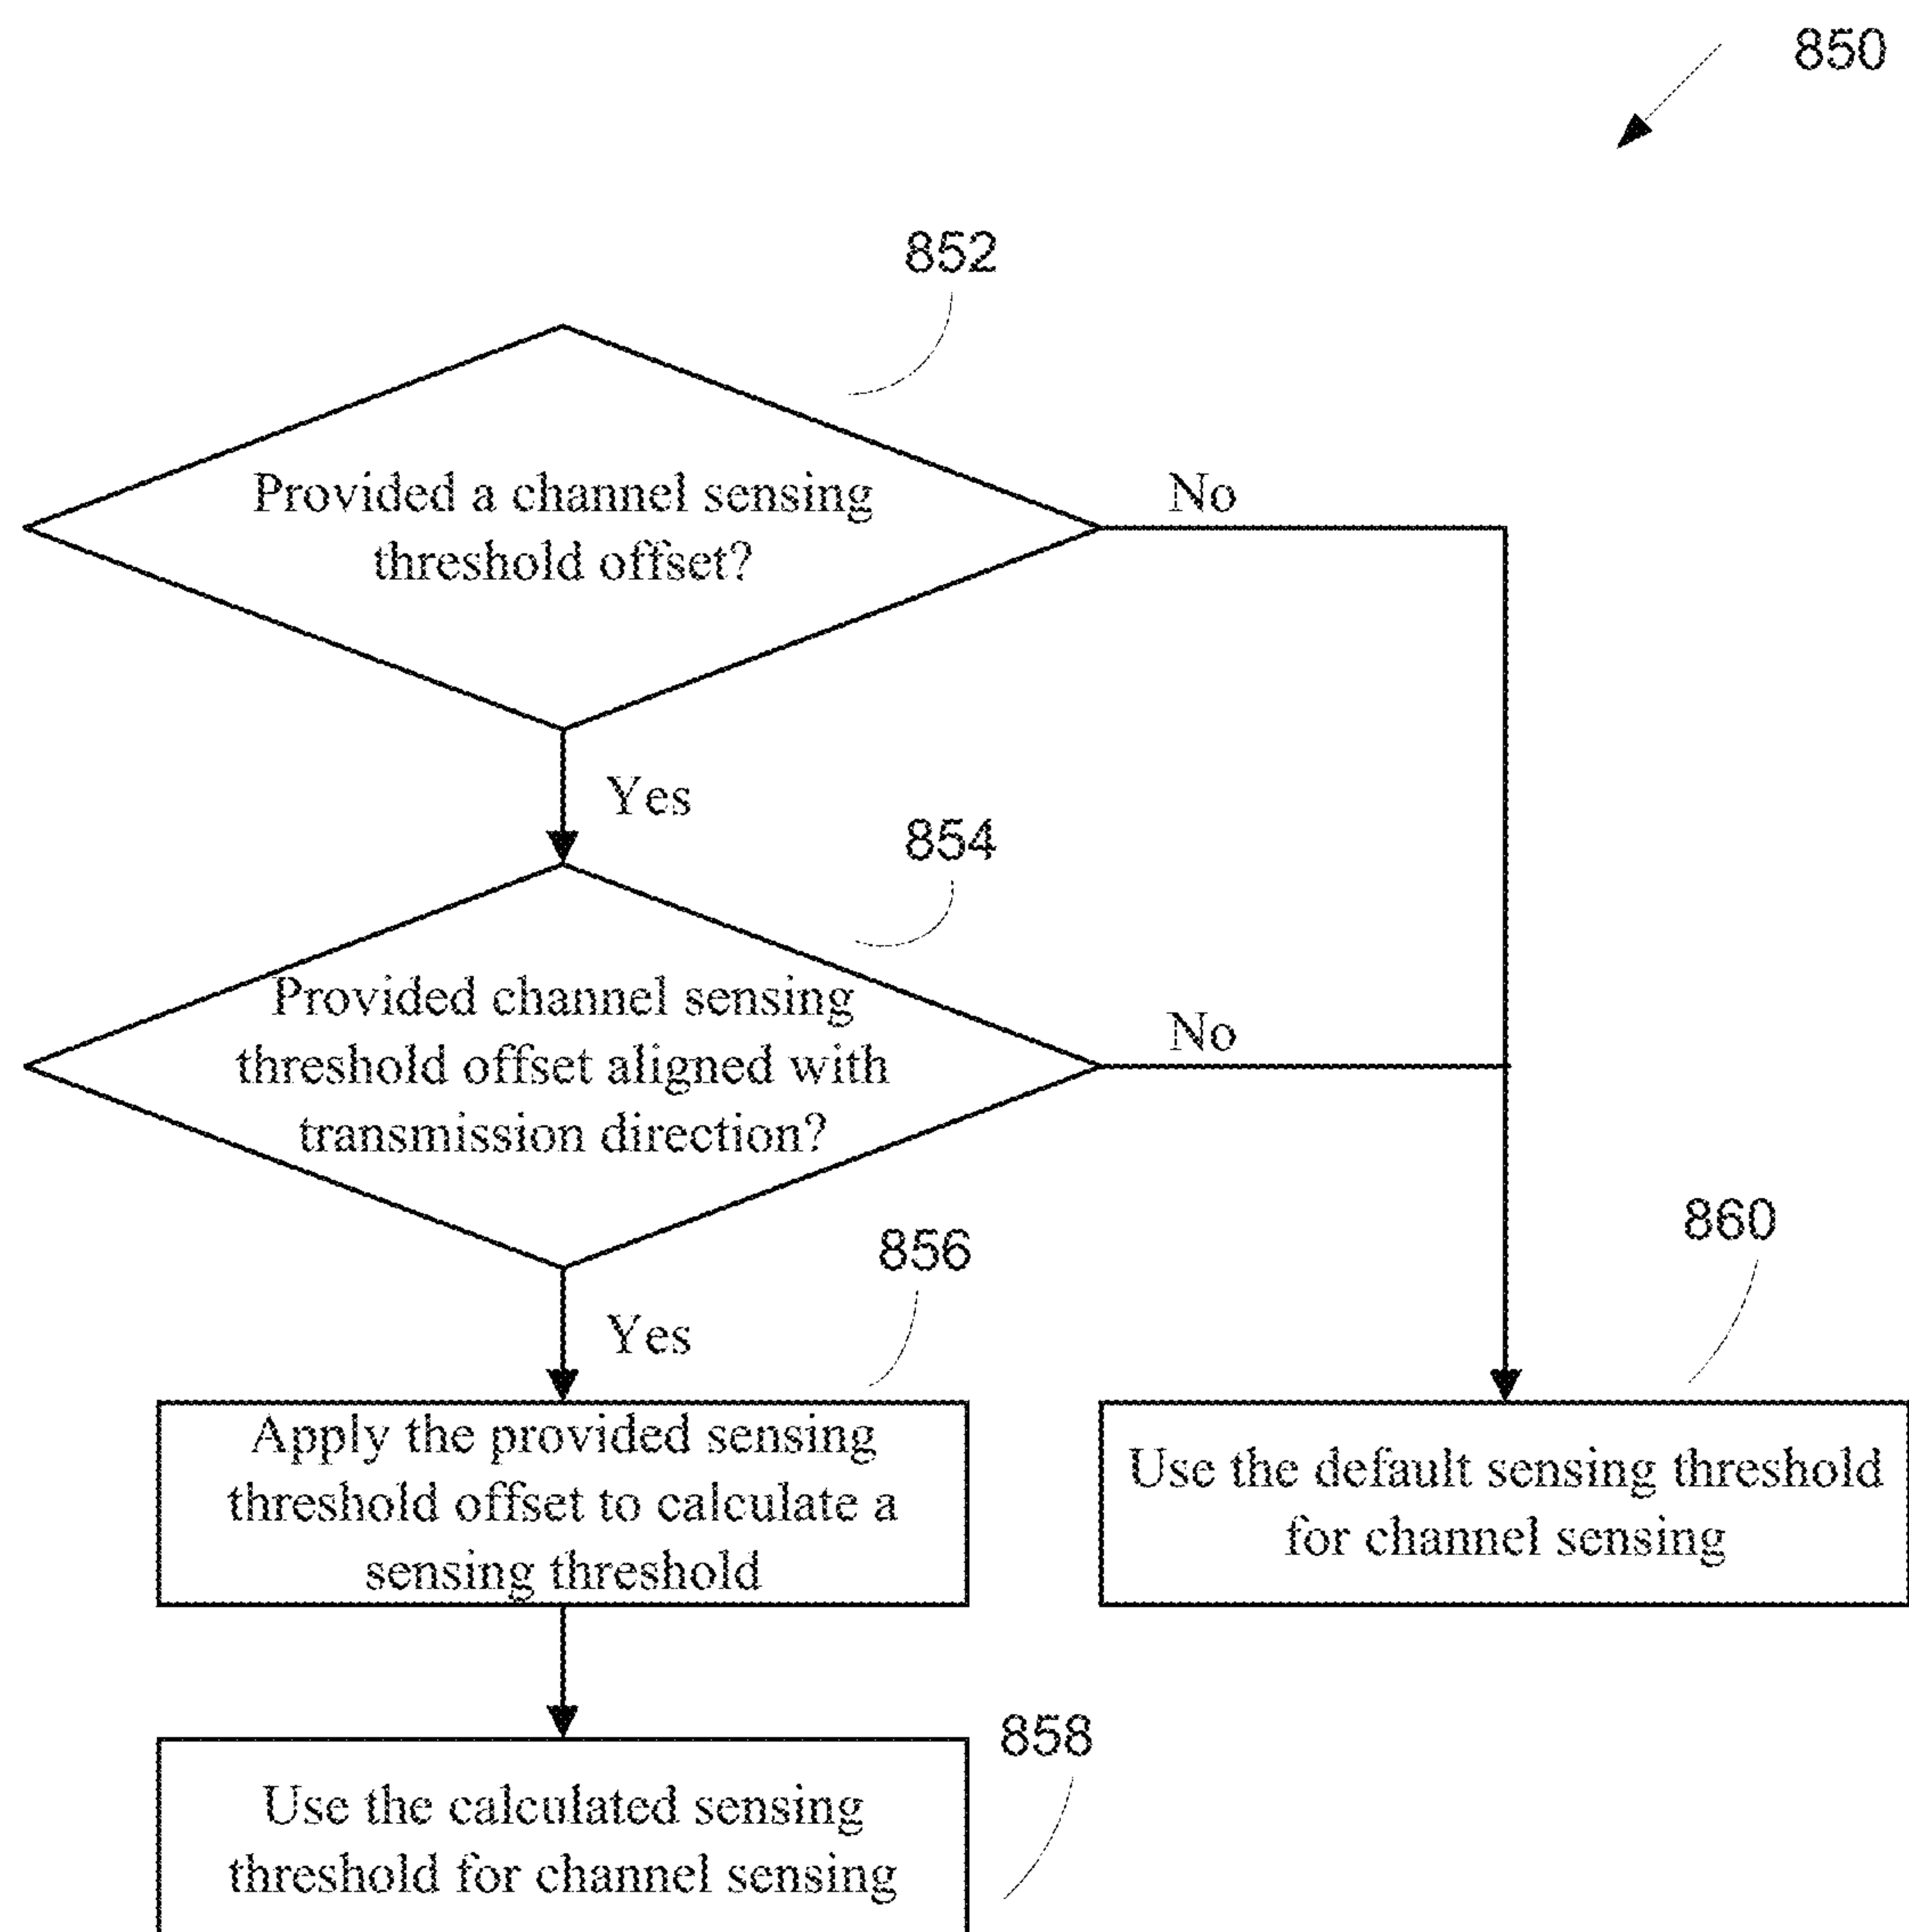 850
852
Provided a channel sensing
threshold offset?
No
Yes
854
Provided channel sensing
threshold offset aligned with
transmission direction?
No
Yes
856
860
Apply the provided sensing
threshold offset to calculate a
sensing threshold
Use the default sensing threshold
for channel sensing
858
Use the calculated sensing
threshold for channel sensing